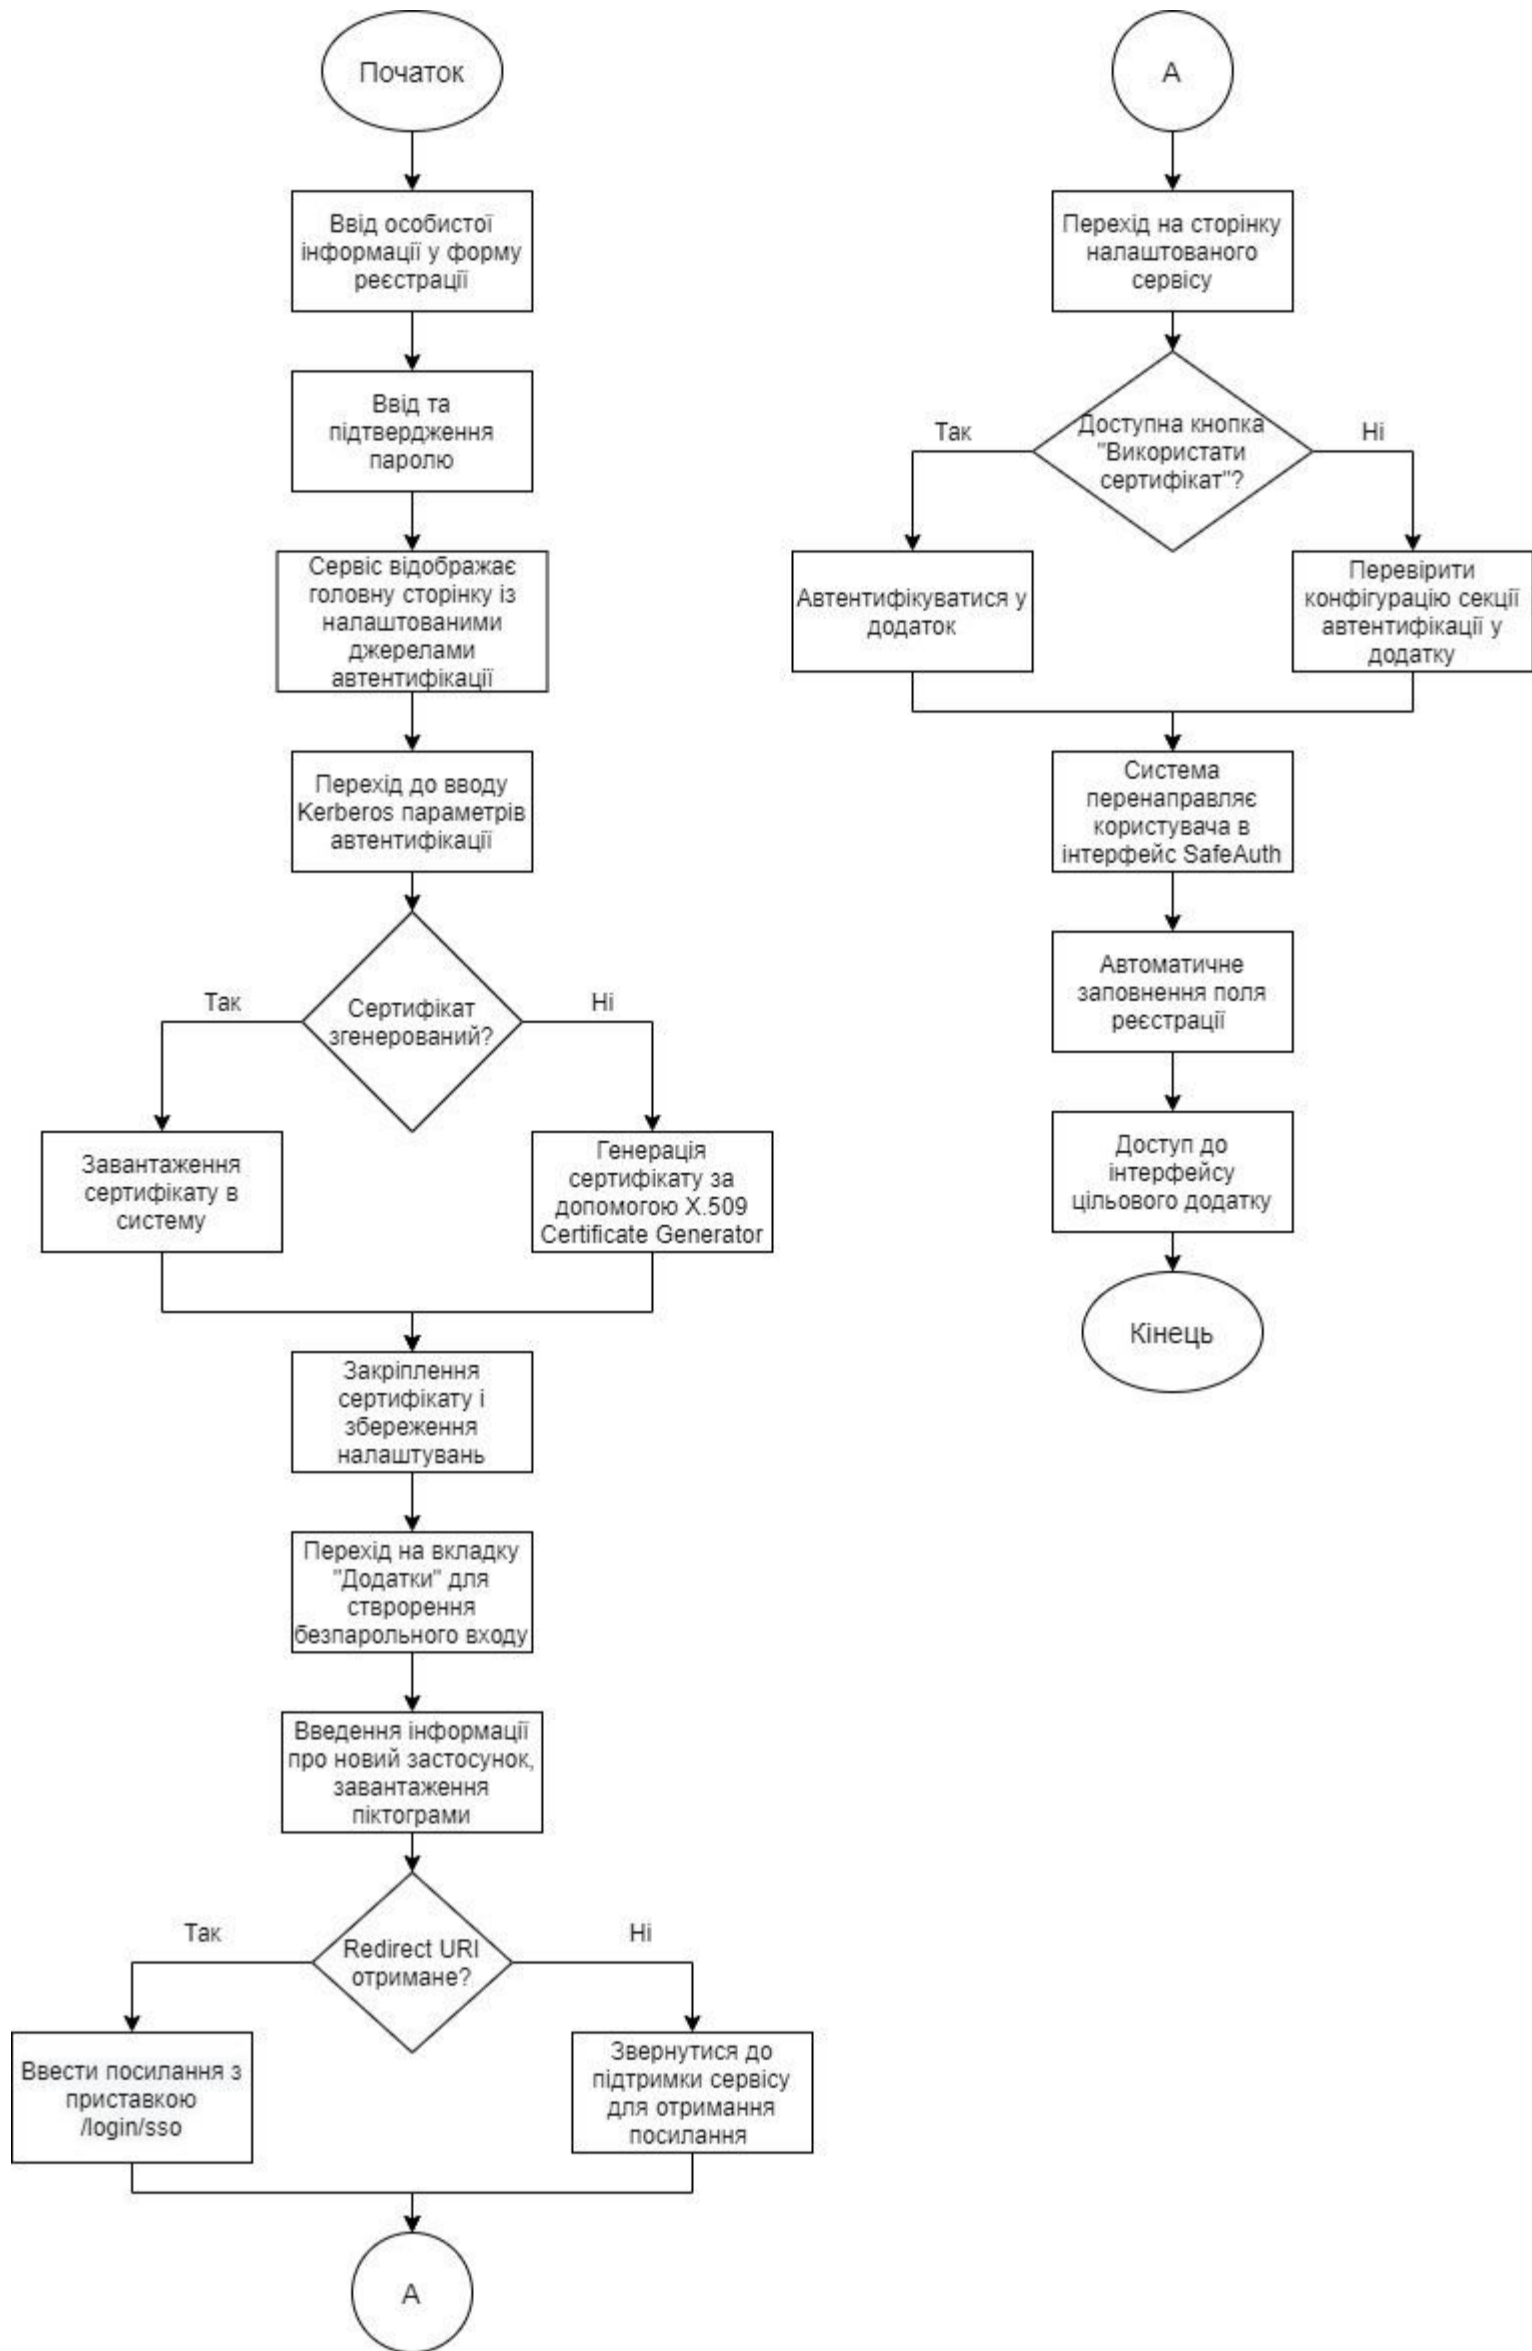 Початок
Ввід особистої
інформації у форму
реєстрації
Ввід та
підтвердження
паролю
Сервіс відображає
головну сторінку із
налаштованими
джерелами
автентифікації
Перехід до вводу
Kerberos параметрів
автентифікації
Сертифікат
згенерований?
Так
Ні
Завантаження
сертифікату в
систему
Генерація
сертифікату за
допомогою X.509
Certificate Generator
Закріплення
сертифікату і
збереження
налаштувань
Перехід на вкладку
"Додатки" для
ствророення
безпарольного входу
Введення інформації
про новий застосунок,
завантаження
піктограми
Redirect URI
отримане?
Так
Ні
Ввести посилання з
приставкою
/login/sso
Звернутися до
підтримки сервісу
для отримання
посилання
А
А
Перехід на сторінку
налаштованого
сервісу
Доступна кнопка
"Використати
сертифікат"?
Так
Ні
Автентифікуватися у
додаток
Перевірити
конфігурацію секції
автентифікації у
додатку
Система
перенаправляє
користувача в
інтерфейс SafeAuth
Автоматичне
заповнення поля
реєстрації
Доступ до
інтерфейсу
цільового додатку
Кінець